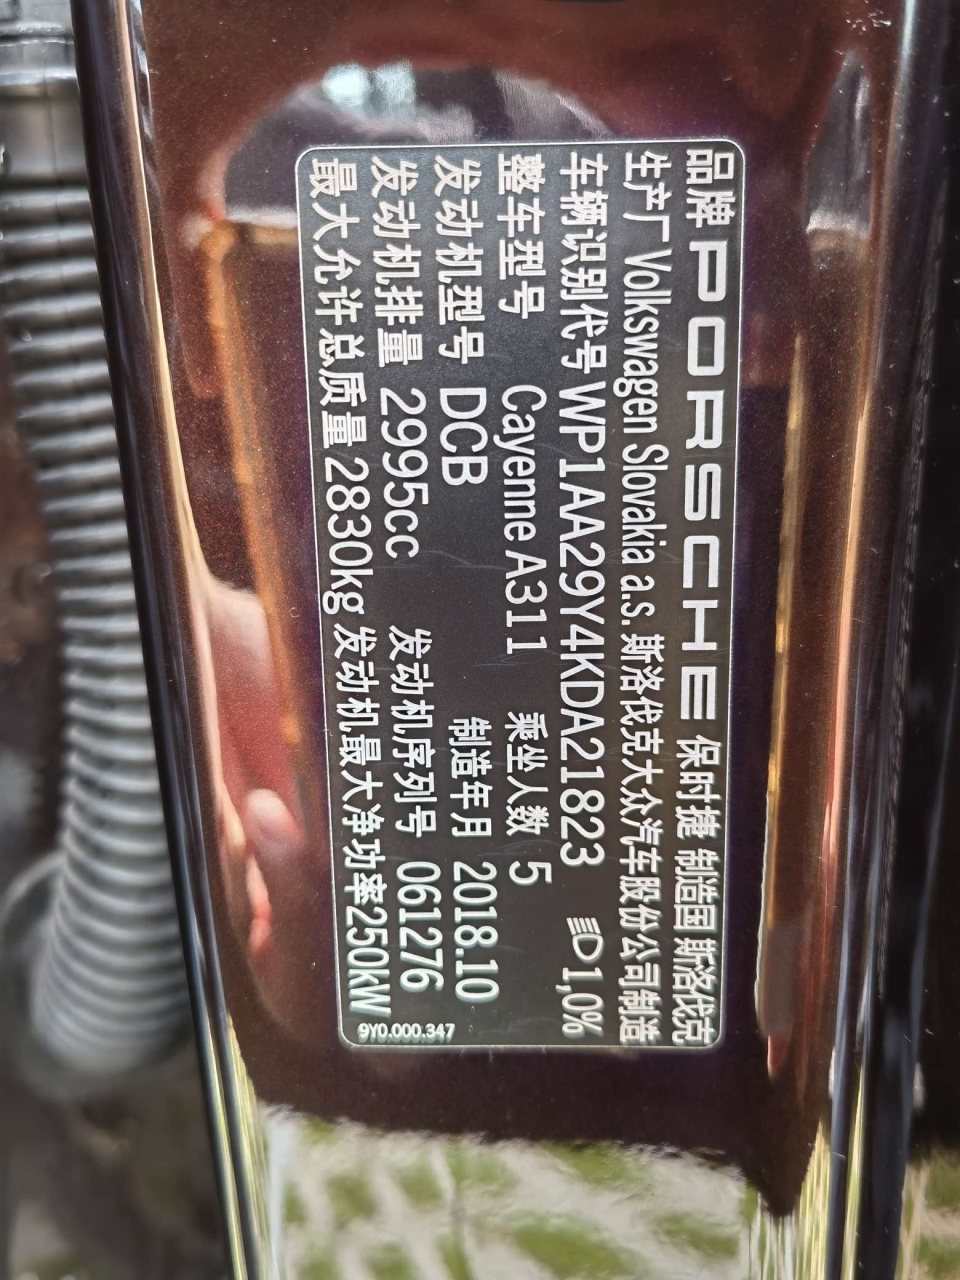 品牌 PORSCHE 保时捷 制造国 斯洛伐克
生产厂 Volkswagen Slovakia a.s. 斯洛伐克大众汽车股份公司制造
车辆识别代号 WP1AA29Y4KDA21823 1,0%
整车型号 Cayenne A311 乘坐人数 5
发动机型号 DCB 制造年月 2018.10
发动机排量 2995cc 发动机序列号 061276
最大允许总质量 2830kg 发动机最大净功率250kW
9Y0.000.347